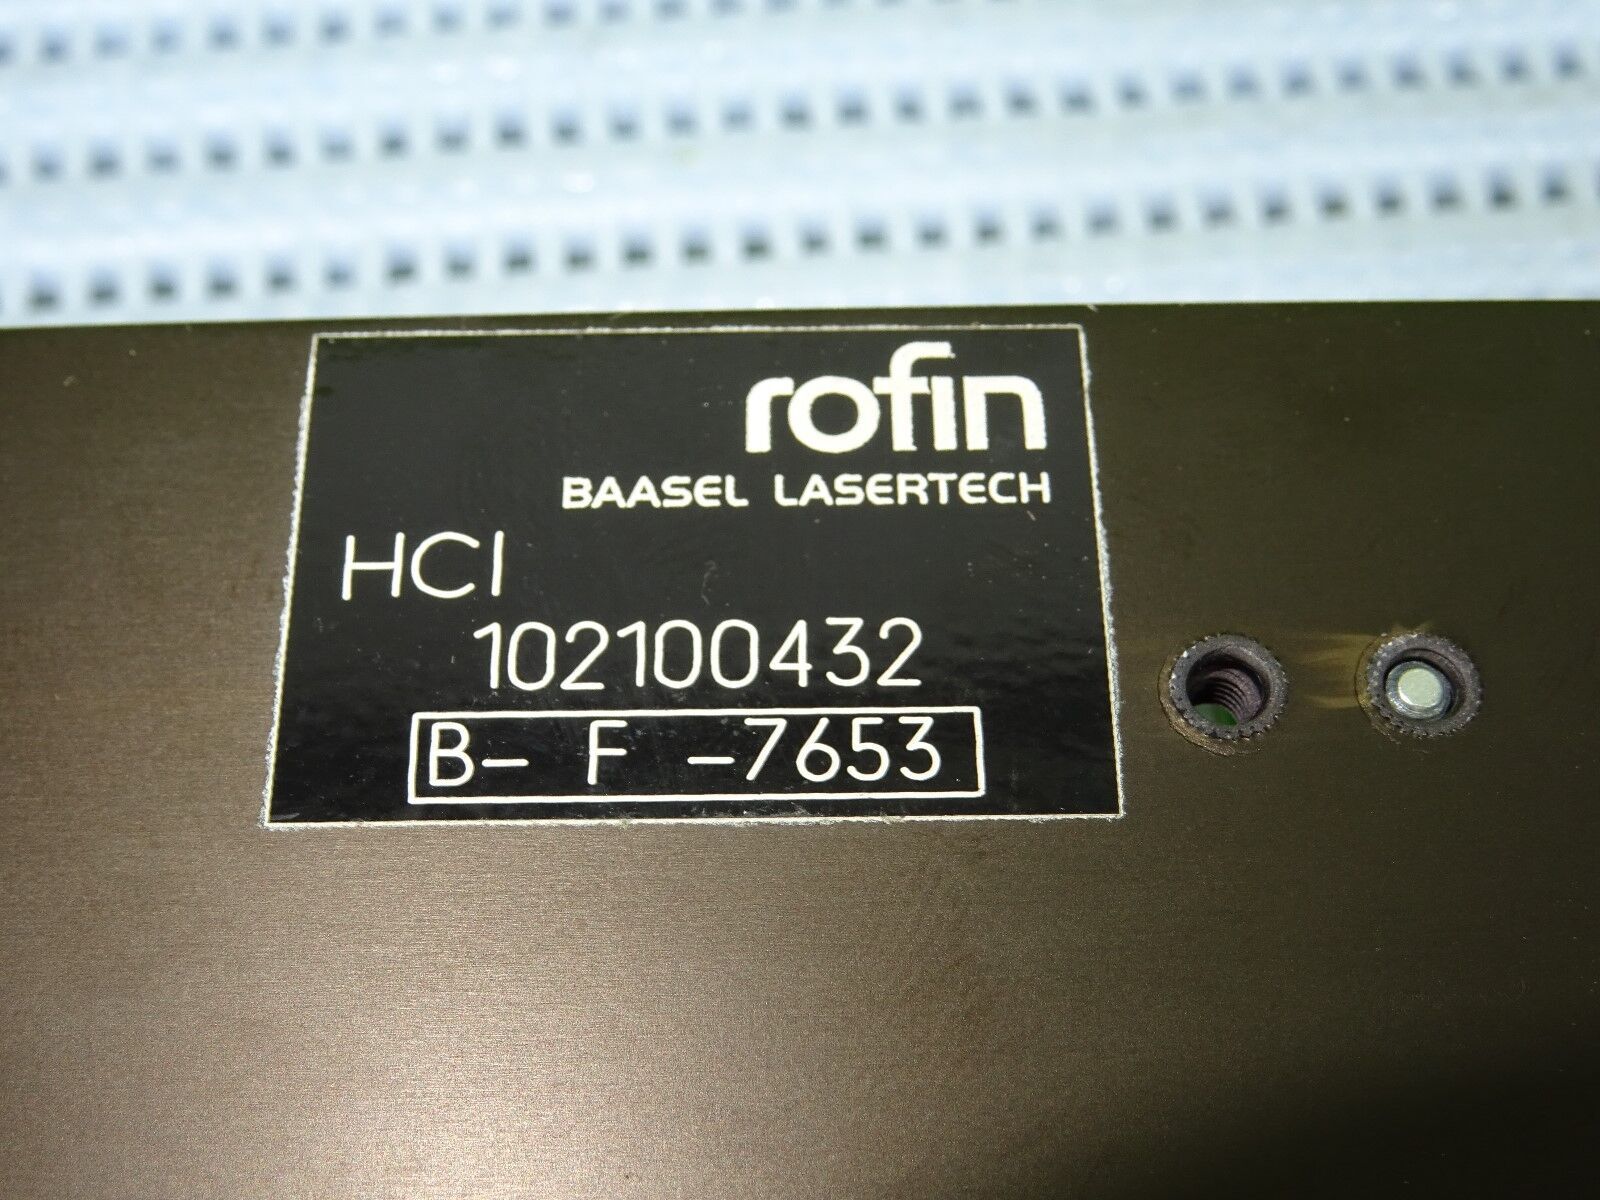 rofin
BAASEL LASERTECH
HCI
102100432
B- F -7653